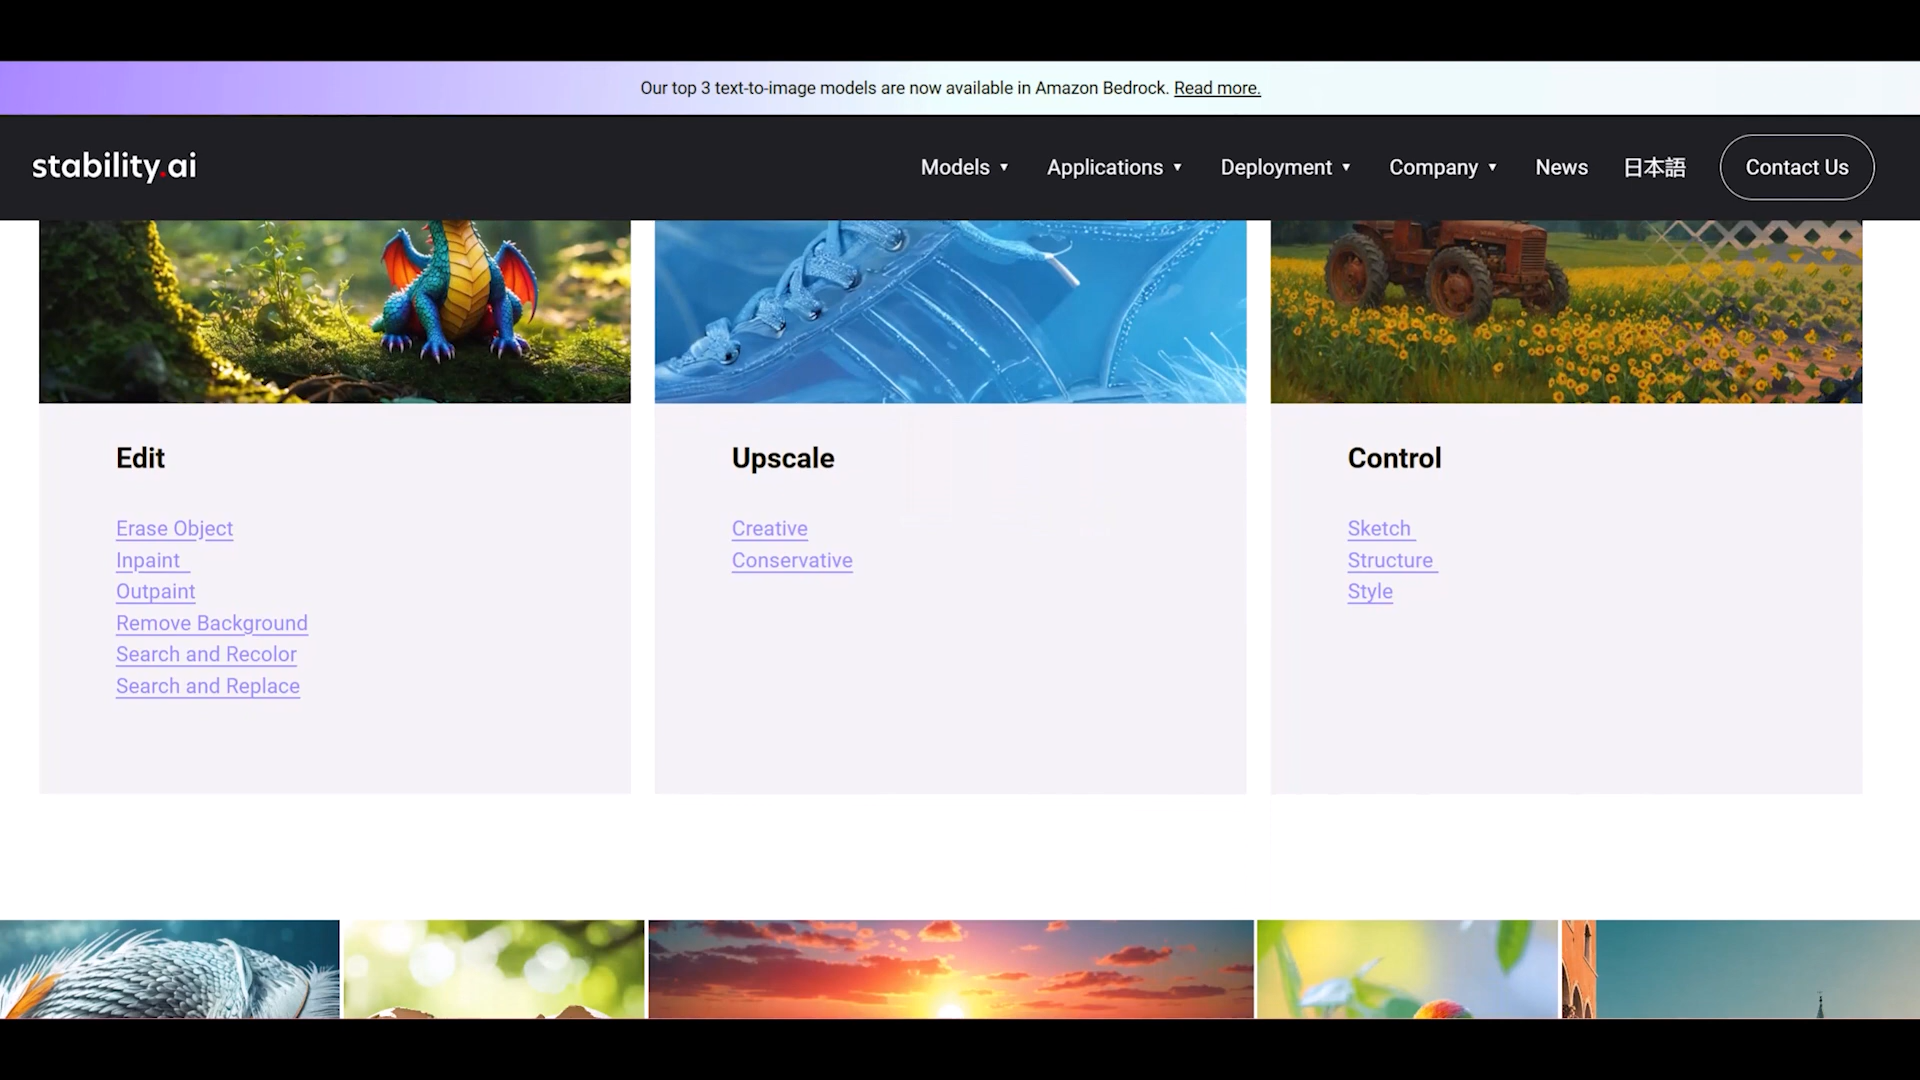 Our top 3 text-to-image models are now available in Amazon Bedrock. Read more.
stability.ai
Models
Applications
Deployment
Company
News
日本語
Contact Us
Edit
Erase Object
Inpaint
Outpaint
Remove Background
Search and Recolor
Search and Replace
Upscale
Creative
Conservative
Control
Sketch
Structure
Style